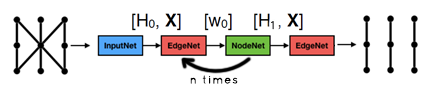 [H₀, X] [w₀] [H₁, X]
InputNet EdgeNet NodeNet EdgeNet
n times